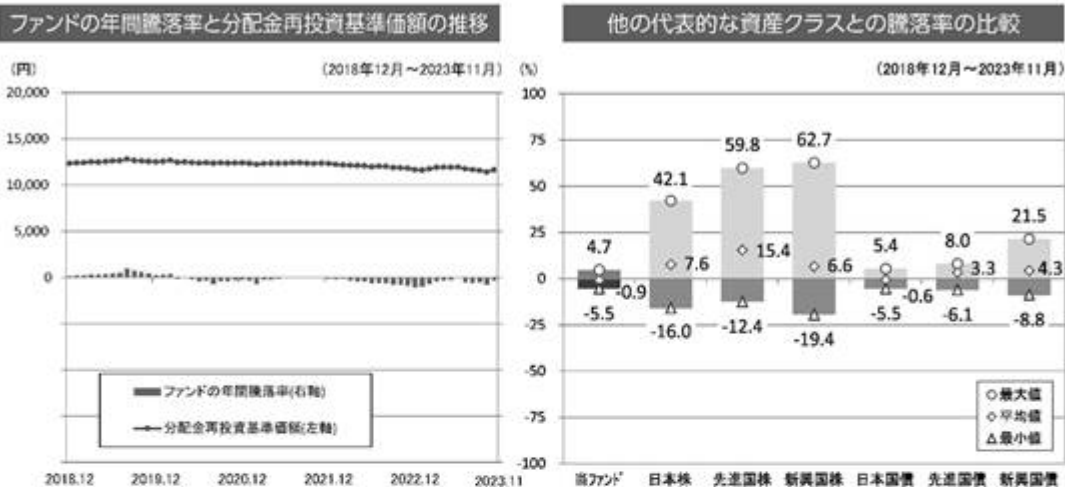 ファンドの年間騰落率と分配金再投資基準価額の推移
(円)
(2018年12月~2023年11月)
20,000
15,000
10,000
5,000
0
ファンドの年間騰落率(右軸)
分配金再投資基準価額(左軸)
2018.12 2019.12 2020.12 2021.12 2022.12 2023.11
他の代表的な資産クラスとの騰落率の比較
(%)
(2018年12月~2023年11月)
100
75
50
25
0
-25
-50
-75
-100
4.7 42.1 59.8 62.7 5.4 8.0 21.5
-0.9 7.6 15.4 6.6 -0.6 3.3 4.3
-5.5 -16.0 -12.4 -19.4 -5.5 -6.1 -8.8
最大値
平均値
最小値
当ファンド 日本株 先進国株 新興国株 日本国債 先進国債 新興国債